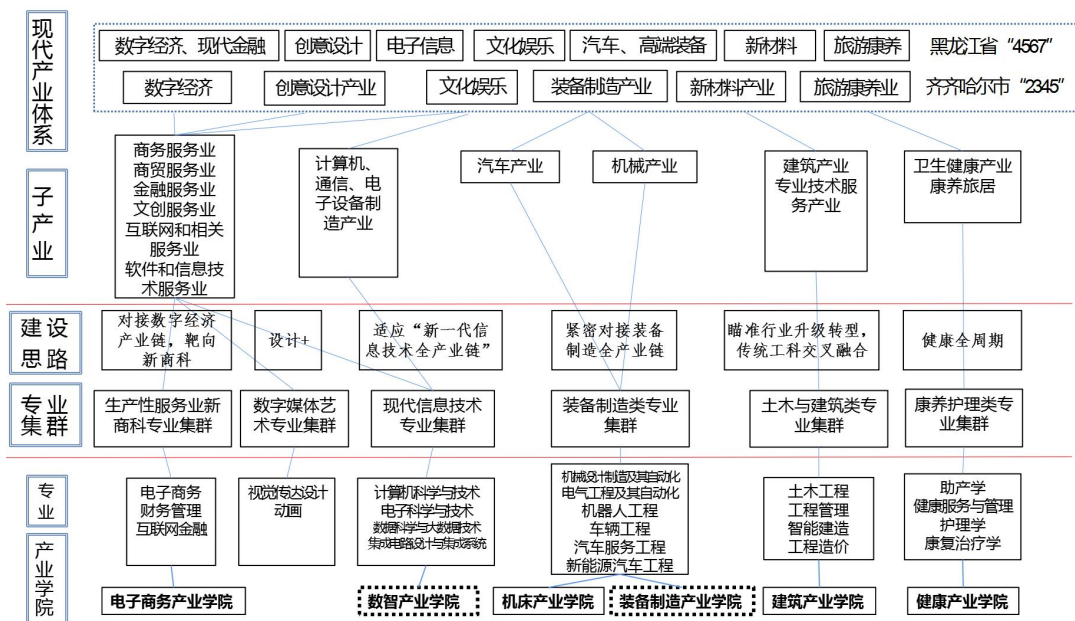 现代产业体系
数字经济、现代金融
创意设计
电子信息
文化娱乐
汽车、高端装备
新材料
旅游康养
黑龙江省“4567”
数字经济
创意设计产业
文化娱乐
装备制造产业
新材料产业
旅游康养业
齐齐哈尔市“2345”
子产业
商务服务业
商贸服务业
金融服务业
文创服务业
互联网和相关
服务业
软件和信息技
术服务业
计算机、
通信、电
子设备制
造产业
汽车产业
机械产业
建筑产业
专业技术服
务产业
卫生健康产业
康养旅居
建设
思路
对接数字经济
产业链，靶向
新商科
设计+
适应“新一代信
息技术全产业链”
紧密对接装备
制造全产业链
瞄准行业升级转型，
传统工科交叉融合
健康全周期
专业
集群
生产性服务业新
商科专业集群
数字媒体艺
术专业集群
现代信息技术
专业集群
装备制造类专业
集群
土木与建筑类专
业集群
康养护理类专
业集群
专业
电子商务
财务管理
互联网金融
视觉传达设计
动画
计算机科学与技术
电子科学与技术
数据科学与大数据技术
集成电路设计与集成系统
机械设计制造及其自动化
电气工程及其自动化
机器人工程
车辆工程
汽车服务工程
新能源汽车工程
土木工程
工程管理
智能建造
工程造价
助产学
健康服务与管理
护理学
康复治疗学
产业学院
电子商务产业学院
数智产业学院
机床产业学院
装备制造产业学院
建筑产业学院
健康产业学院